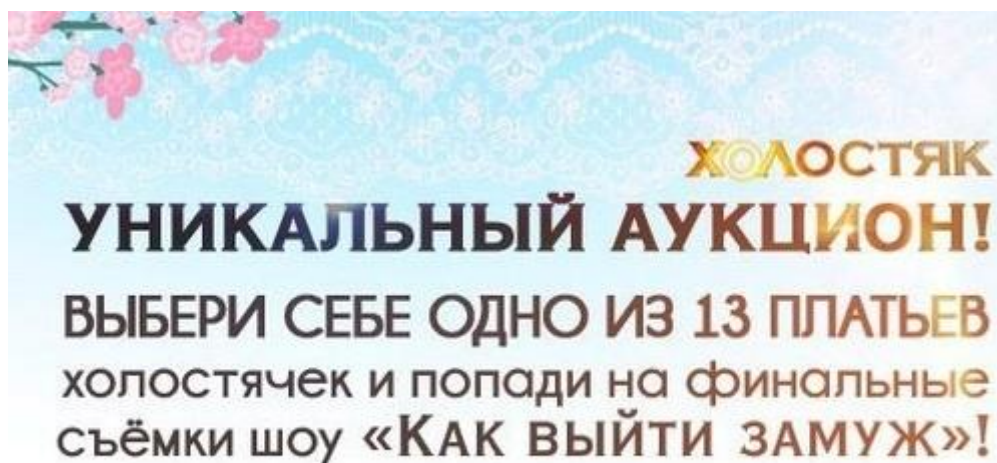 ХОЛОСТЯК
УНИКАЛЬНЫЙ АУКЦИОН!
ВЫБЕРИ СЕБЕ ОДНО ИЗ 13 ПЛАТЬЕВ
холостячек и попади на финальные
съёмки шоу «КАК ВЫЙТИ ЗАМУЖ»!